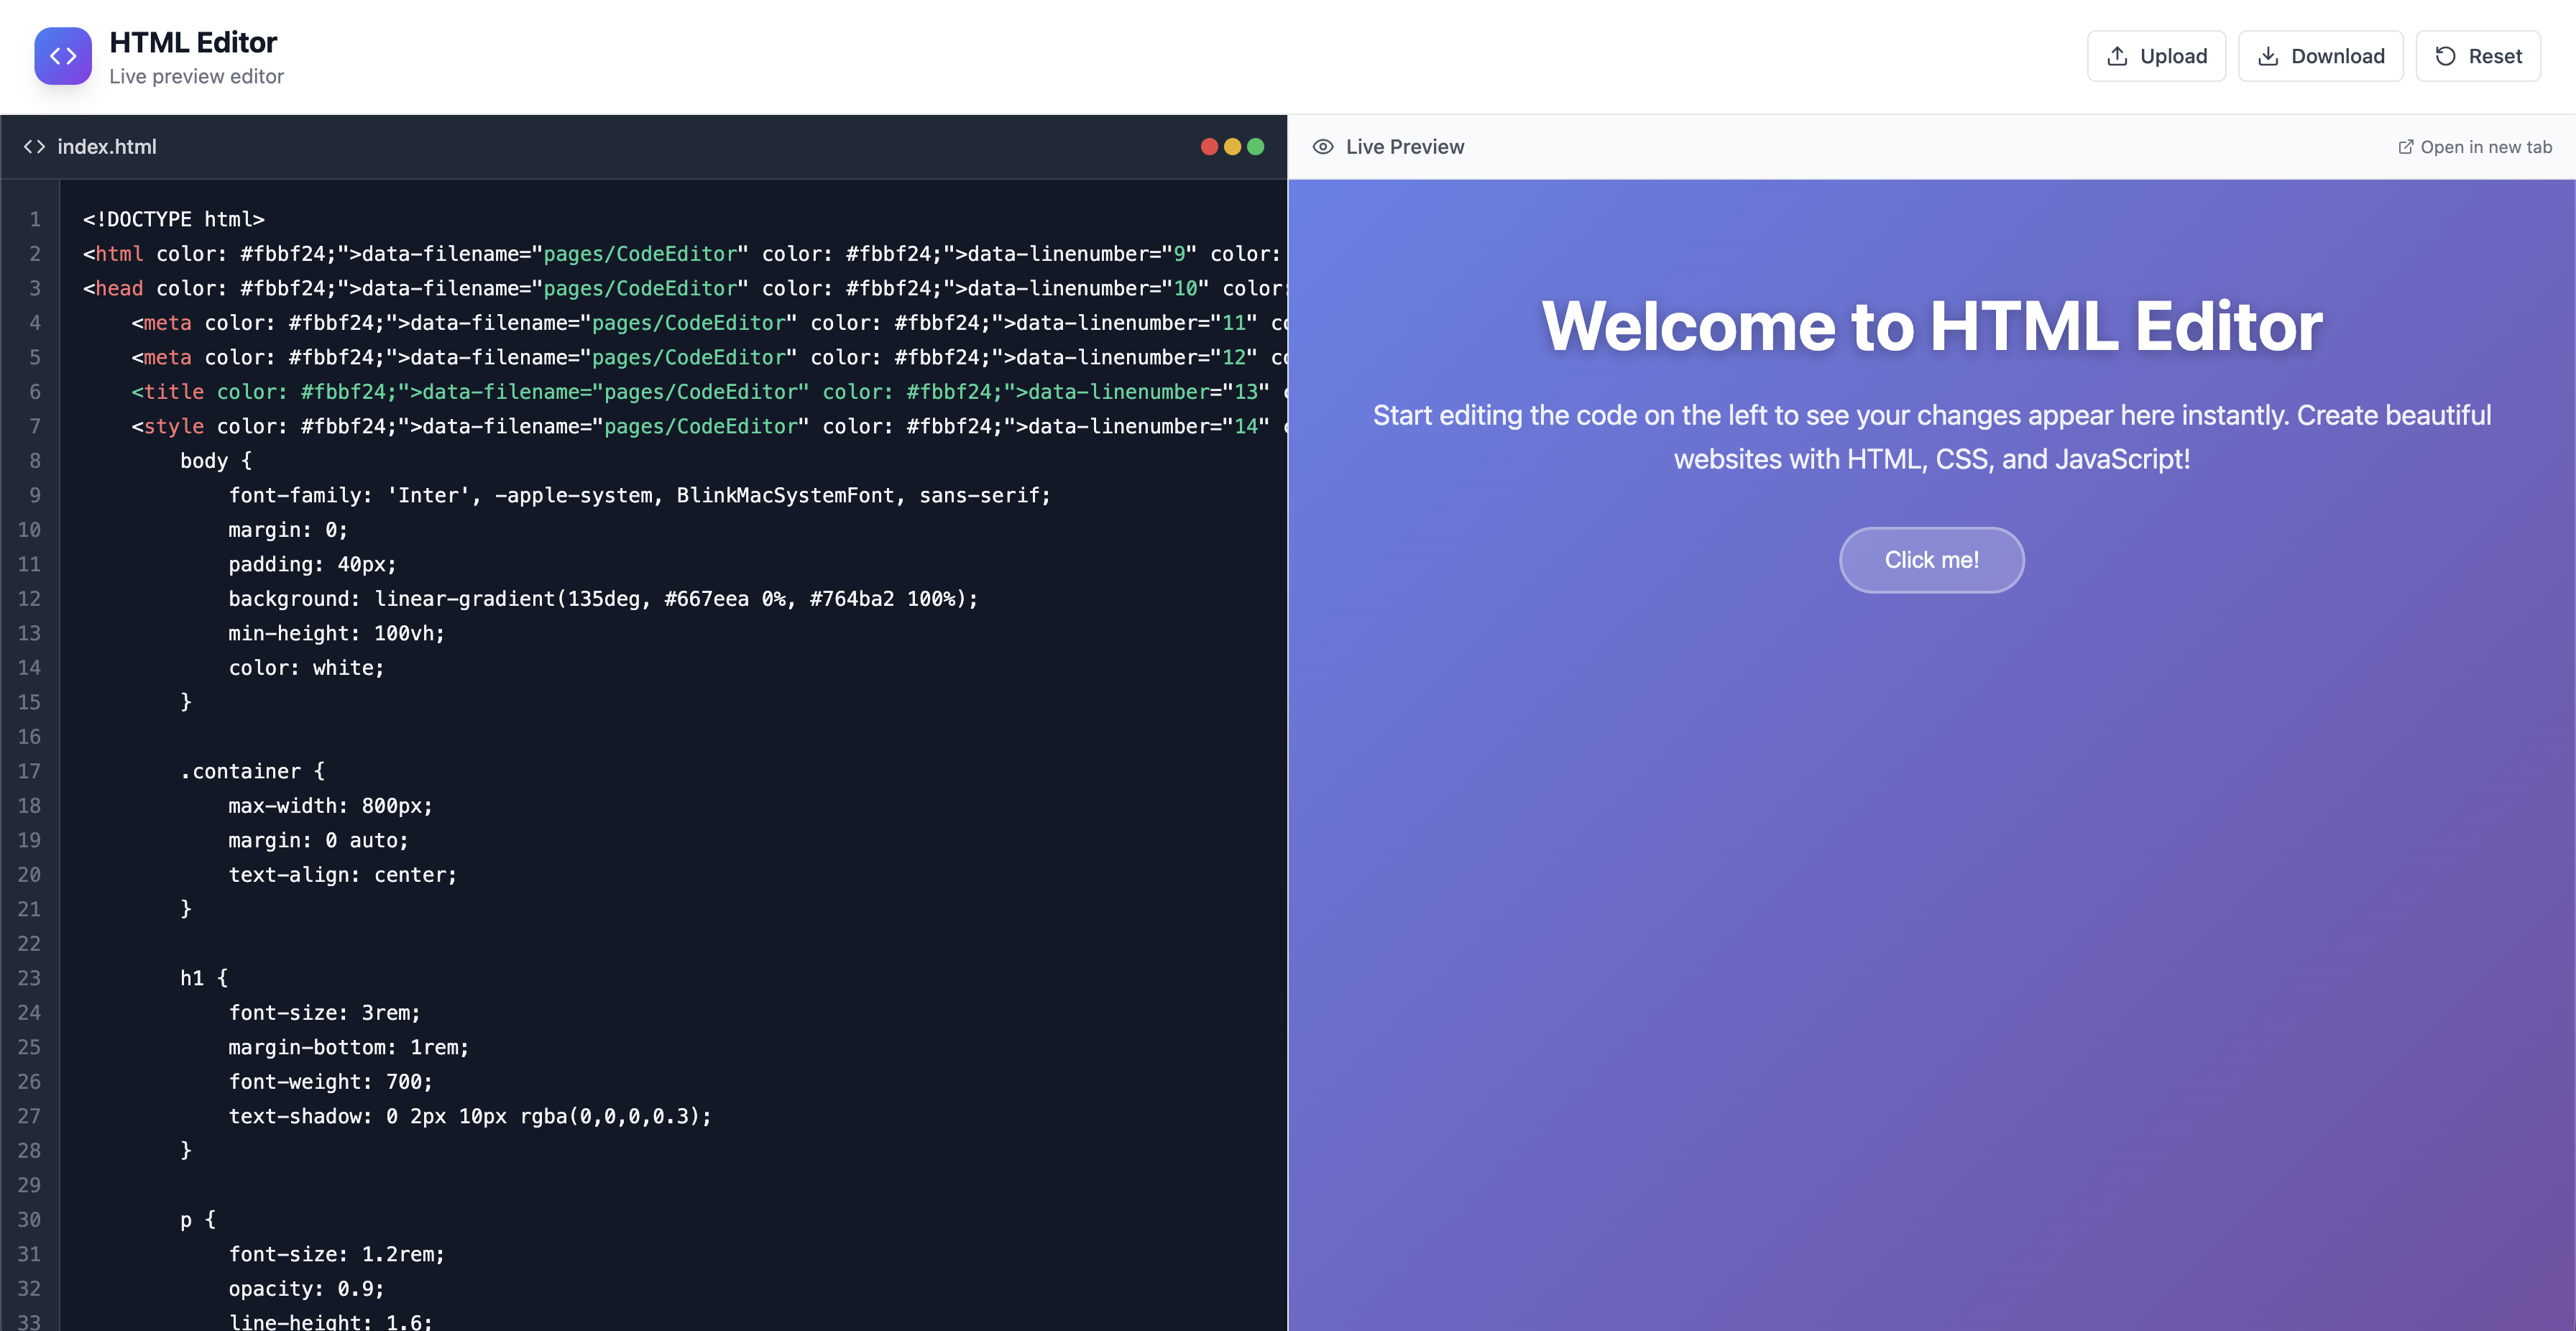 HTML Editor
Live preview editor
Upload
Download
Reset
index.html
1 <!DOCTYPE html>
2 <html color: #fbbf24;">data-filename="pages/CodeEditor" color: #fbbf24;">data-linenumber="9" color:
3 <head color: #fbbf24;">data-filename="pages/CodeEditor" color: #fbbf24;">data-linenumber="10" color:
4 <meta color: #fbbf24;">data-filename="pages/CodeEditor" color: #fbbf24;">data-linenumber="11"
5 <meta color: #fbbf24;">data-filename="pages/CodeEditor" color: #fbbf24;">data-linenumber="12"
6 <title color: #fbbf24;">data-filename="pages/CodeEditor" color: #fbbf24;">data-linenumber="13"
7 <style color: #fbbf24;">data-filename="pages/CodeEditor" color: #fbbf24;">data-linenumber="14"
8 body {
9 font-family: 'Inter', -apple-system, BlinkMacSystemFont, sans-serif;
10 margin: 0;
11 padding: 40px;
12 background: linear-gradient(135deg, #667eea 0%, #764ba2 100%);
13 min-height: 100vh;
14 color: white;
15 }
16
17 .container {
18 max-width: 800px;
19 margin: 0 auto;
20 text-align: center;
21 }
22
23 h1 {
24 font-size: 3rem;
25 margin-bottom: 1rem;
26 font-weight: 700;
27 text-shadow: 0 2px 10px rgba(0,0,0,0.3);
28 }
29
30 p {
31 font-size: 1.2rem;
32 opacity: 0.9;
33 line-height: 1.6;
Live Preview
Open in new tab
Welcome to HTML Editor
Start editing the code on the left to see your changes appear here instantly. Create beautiful
websites with HTML, CSS, and JavaScript!
Click me!